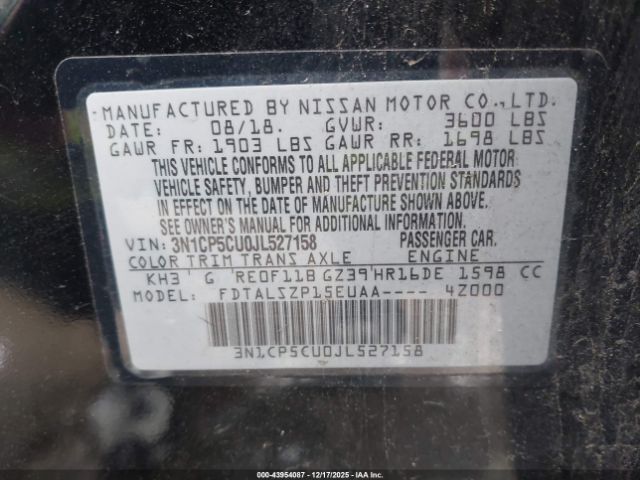 MANUFACTURED BY NISSAN MOTOR CO., LTD.
DATE: 08/18. GVWR: 3600 LBS
GAWR FR: 1903 LBS GAWR RR: 1698 LBS
THIS VEHICLE CONFORMS TO ALL APPLICABLE FEDERAL MOTOR
VEHICLE SAFETY, BUMPER AND THEFT PREVENTION STANDARDS
IN EFFECT ON THE DATE OF MANUFACTURE SHOWN ABOVE.
SEE OWNER'S MANUAL FOR ADDITIONAL INFORMATION.
VIN: 3N1CP5CU0JL527158 PASSENGER CAR.
COLOR TRIM TRANS AXLE ENGINE
KH3 G RE0F11B GZ39 HR16DE 1598 CC
MODEL: FDTALSZP15EUAA---- 4Z000
3N1CP5CU0JL527158
000-43954087 - 12/17/2025 - IAA Inc.